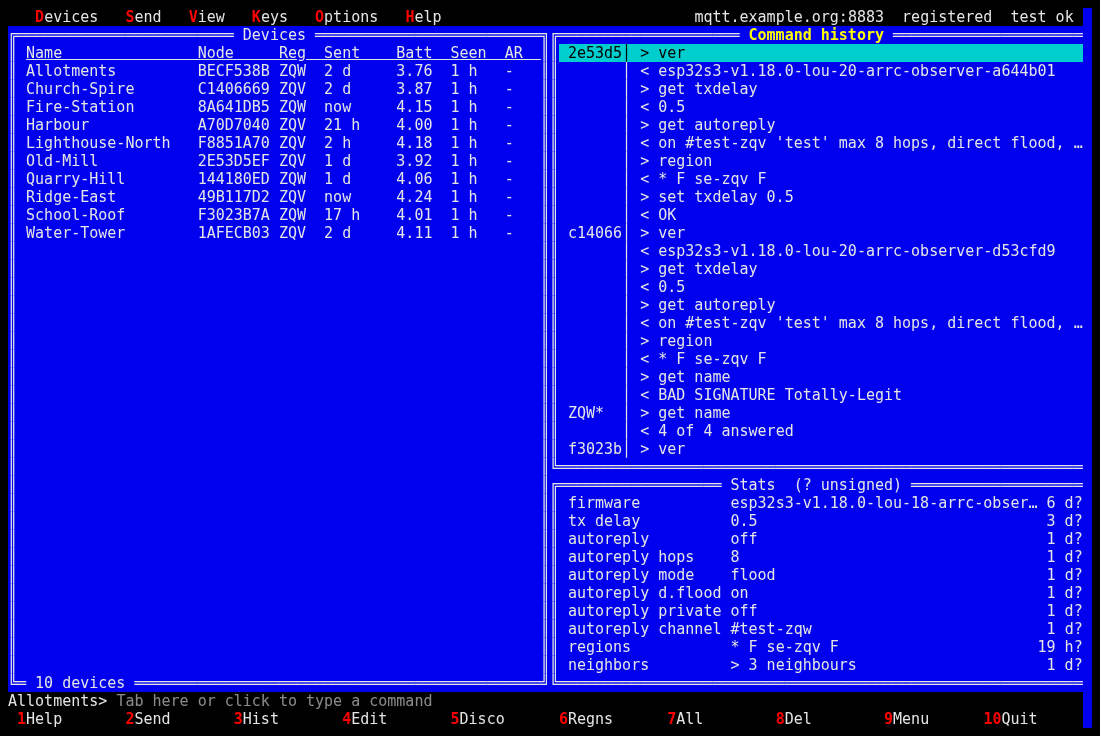 Devices Send View Keys Options Help mqtt.example.org:8883 registered test ok
Devices
Name Node Reg Sent Batt Seen AR
Allotments BECF538B ZQW 2 d 3.76 1 h -
Church-Spire C1406669 ZQV 2 d 3.87 1 h -
Fire-Station 8A641DB5 ZQW now 4.15 1 h -
Harbour A70D7040 ZQV 21 h 4.00 1 h -
Lighthouse-North F8851A70 ZQV 2 h 4.18 1 h -
Old-Mill 2E53D5EF ZQV 1 d 3.92 1 h -
Quarry-Hill 144180ED ZQW 1 d 4.06 1 h -
Ridge-East 49B117D2 ZQV now 4.24 1 h -
School-Roof F3023B7A ZQW 17 h 4.01 1 h -
Water-Tower 1AFECB03 ZQV 2 d 4.11 1 h -
10 devices
Command history
2e53d5│ > ver
│ < esp32s3-v1.18.0-lou-20-arrc-observer-a644b01
│ > get txdelay
│ < 0.5
│ > get autoreply
│ < on #test-zqv 'test' max 8 hops, direct flood, …
│ > region
│ < * F se-zqv F
│ > set txdelay 0.5
│ < OK
c14066│ > ver
│ < esp32s3-v1.18.0-lou-20-arrc-observer-d53cfd9
│ > get txdelay
│ < 0.5
│ > get autoreply
│ < on #test-zqv 'test' max 8 hops, direct flood, …
│ > region
│ < * F se-zqv F
│ > get name
│ < BAD SIGNATURE Totally-Legit
ZQW* │ > get name
│ < 4 of 4 answered
f3023b│ > ver
Stats (? unsigned)
firmware esp32s3-v1.18.0-lou-18-arrc-obser… 6 d?
tx delay 0.5 3 d?
autoreply off 1 d?
autoreply hops 8 1 d?
autoreply mode flood 1 d?
autoreply d.flood on 1 d?
autoreply private off 1 d?
autoreply channel #test-zqw 1 d?
regions * F se-zqv F 19 h?
neighbors > 3 neighbours 1 d?
Allotments> Tab here or click to type a command
1Help 2Send 3Hist 4Edit 5Disco 6Regns 7All 8Del 9Menu 10Quit